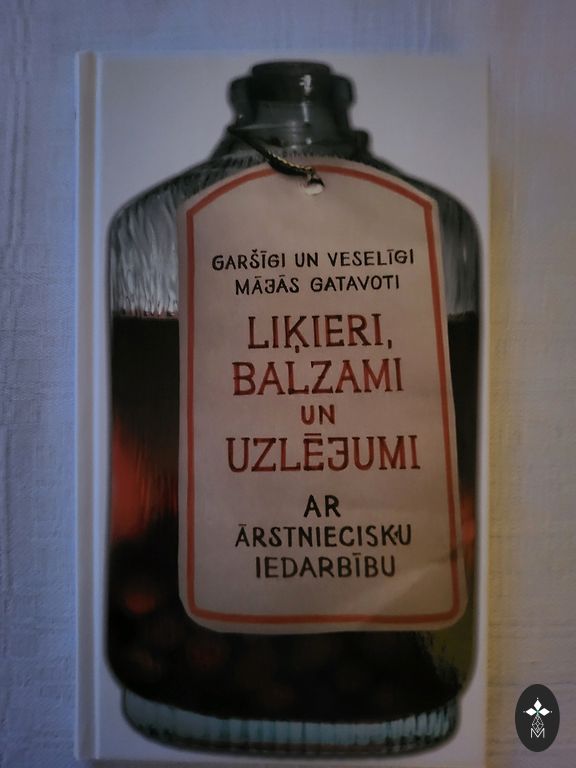 GARŠĪGI UN VESELĪGI
MĀJĀS GATAVOTI
LIĶIERI,
BALZAMI
UN
UZLĒJUMI
AR
ĀRSTNIECISKU
IEDARBĪBU